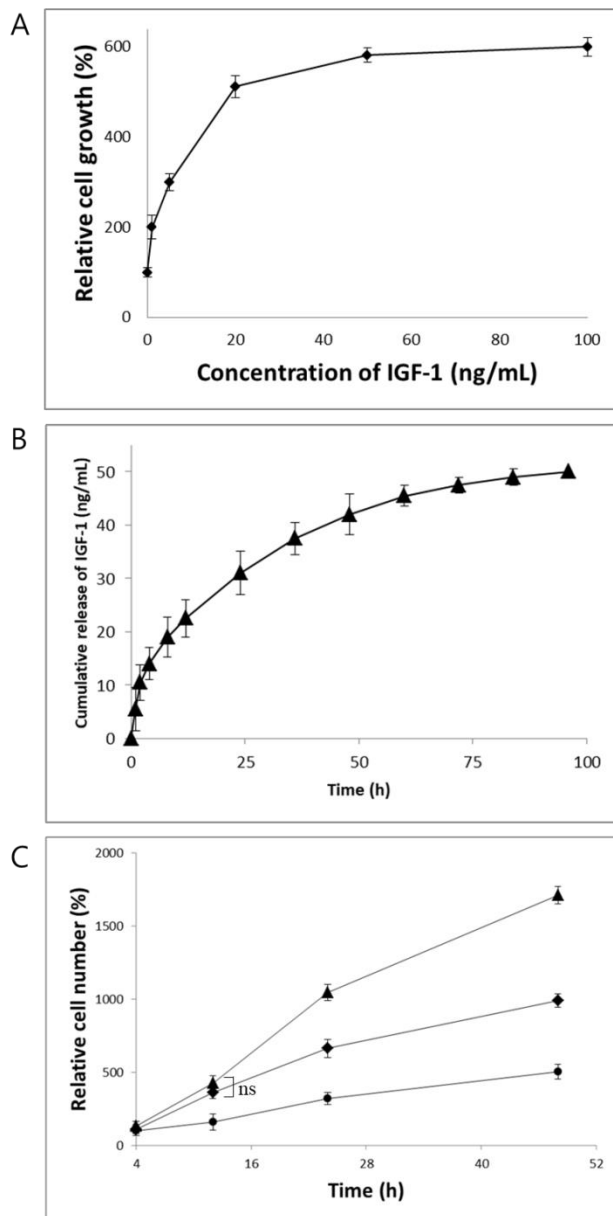 A
600
400
200
0
0 20 40 60 80 100
Relative cell growth (%)
Concentration of IGF-1 (ng/mL)
B
50
40
30
20
10
0
0 25 50 75 100
Cumulative release of IGF-1 (ng/mL)
Time (h)
C
2000
1500
1000
500
0
4 16 28 40 52
Relative cell number (%)
ns
Time (h)